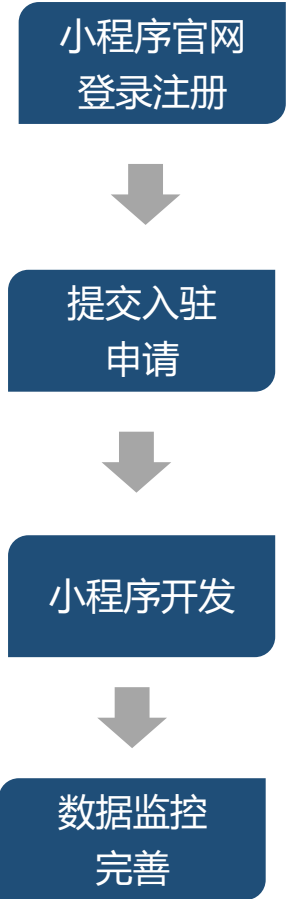 小程序官网
登录注册
提交入驻
申请
小程序开发
数据监控
完善